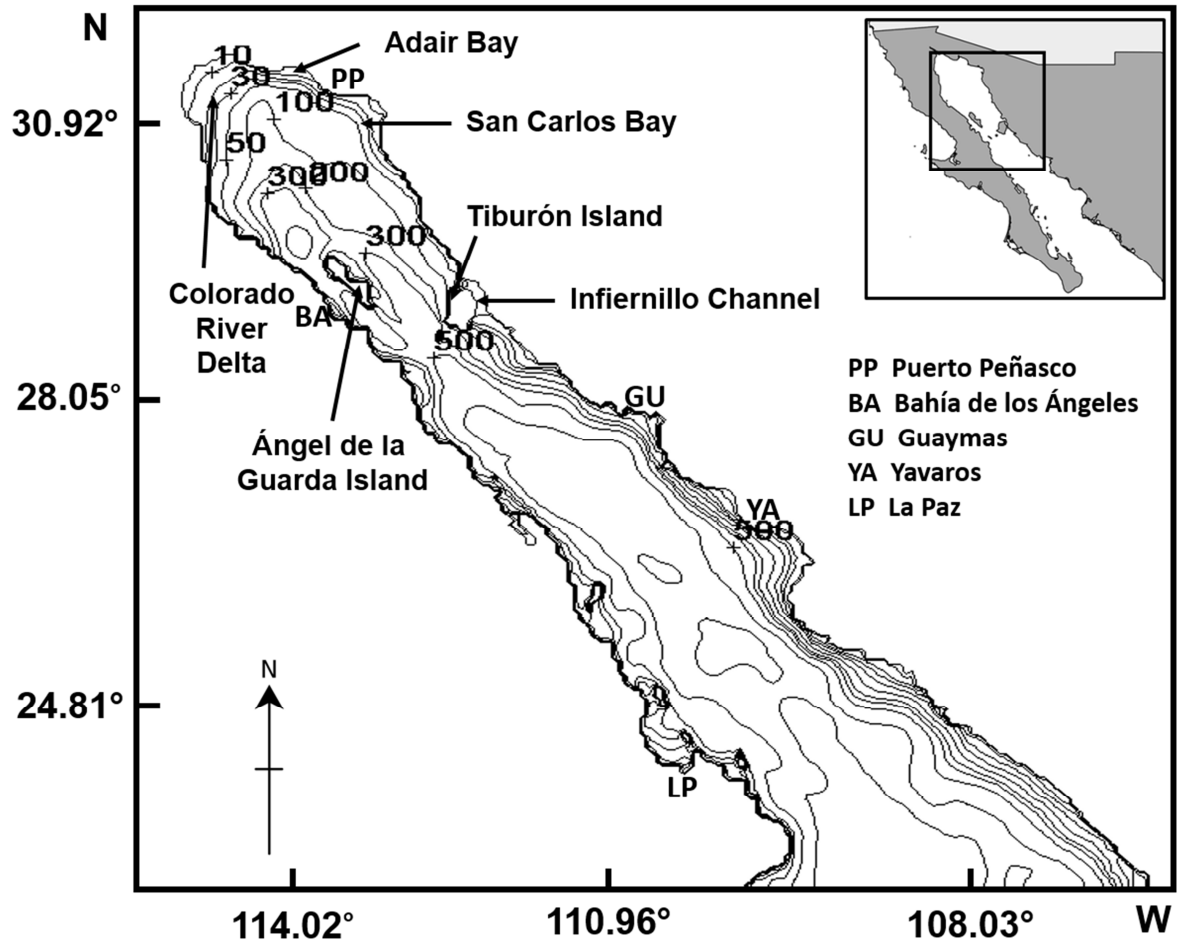 N
Adair Bay
10
30
PP
100
30.92°
San Carlos Bay
50
300
200
Tiburón Island
300
Colorado
River
Delta
BA
Infiernillo Channel
500
PP Puerto Peñasco
28.05°
GU
BA Bahía de los Ángeles
Ángel de la
Guarda Island
GU Guaymas
YA Yavaros
LP La Paz
YA
500
N
24.81°
LP
114.02°
110.96°
108.03°
W